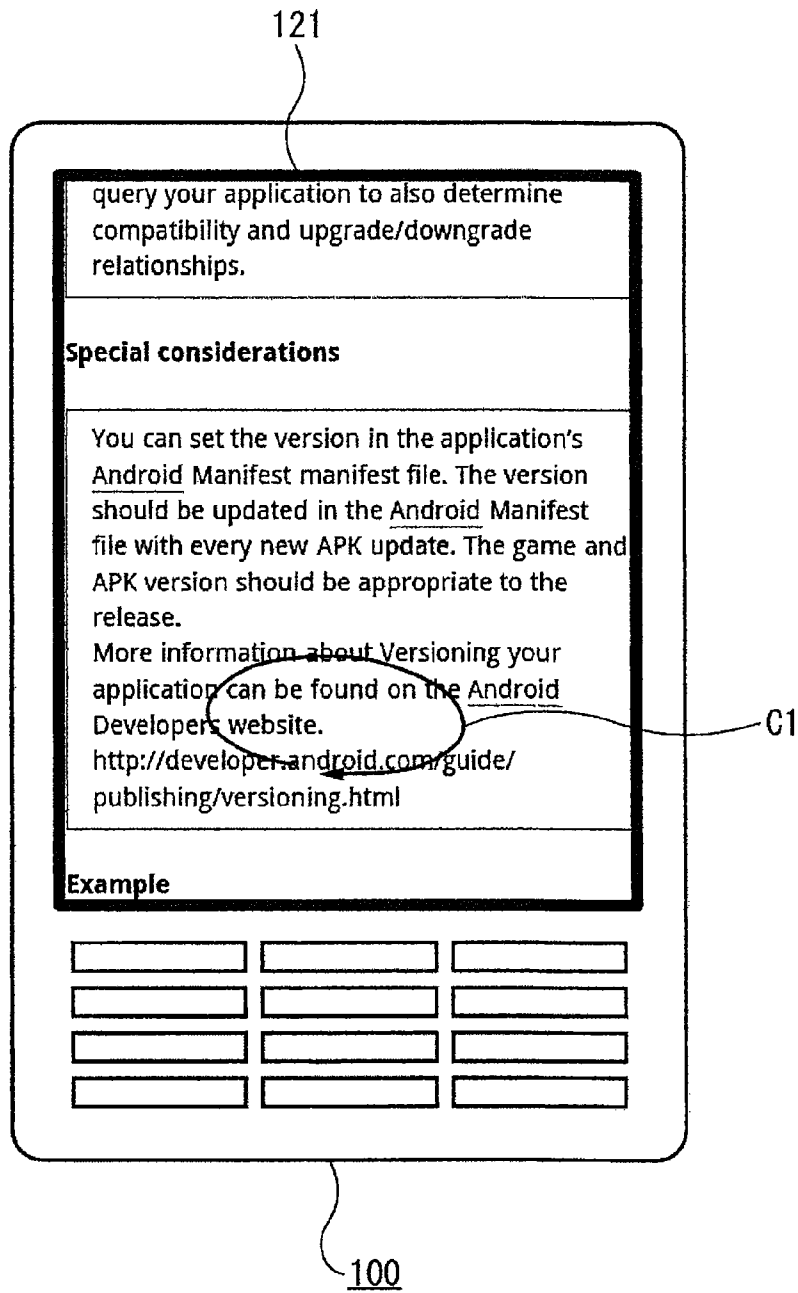 121
query your application to also determine
compatibility and upgrade/downgrade
relationships.
Special considerations
You can set the version in the application's
Android Manifest manifest file. The version
should be updated in the Android Manifest
file with every new APK update. The game and
APK version should be appropriate to the
release.
More information about Versioning your
application can be found on the Android
Developers website.
http://developer.android.com/guide/
publishing/versioning.html
C1
Example
100